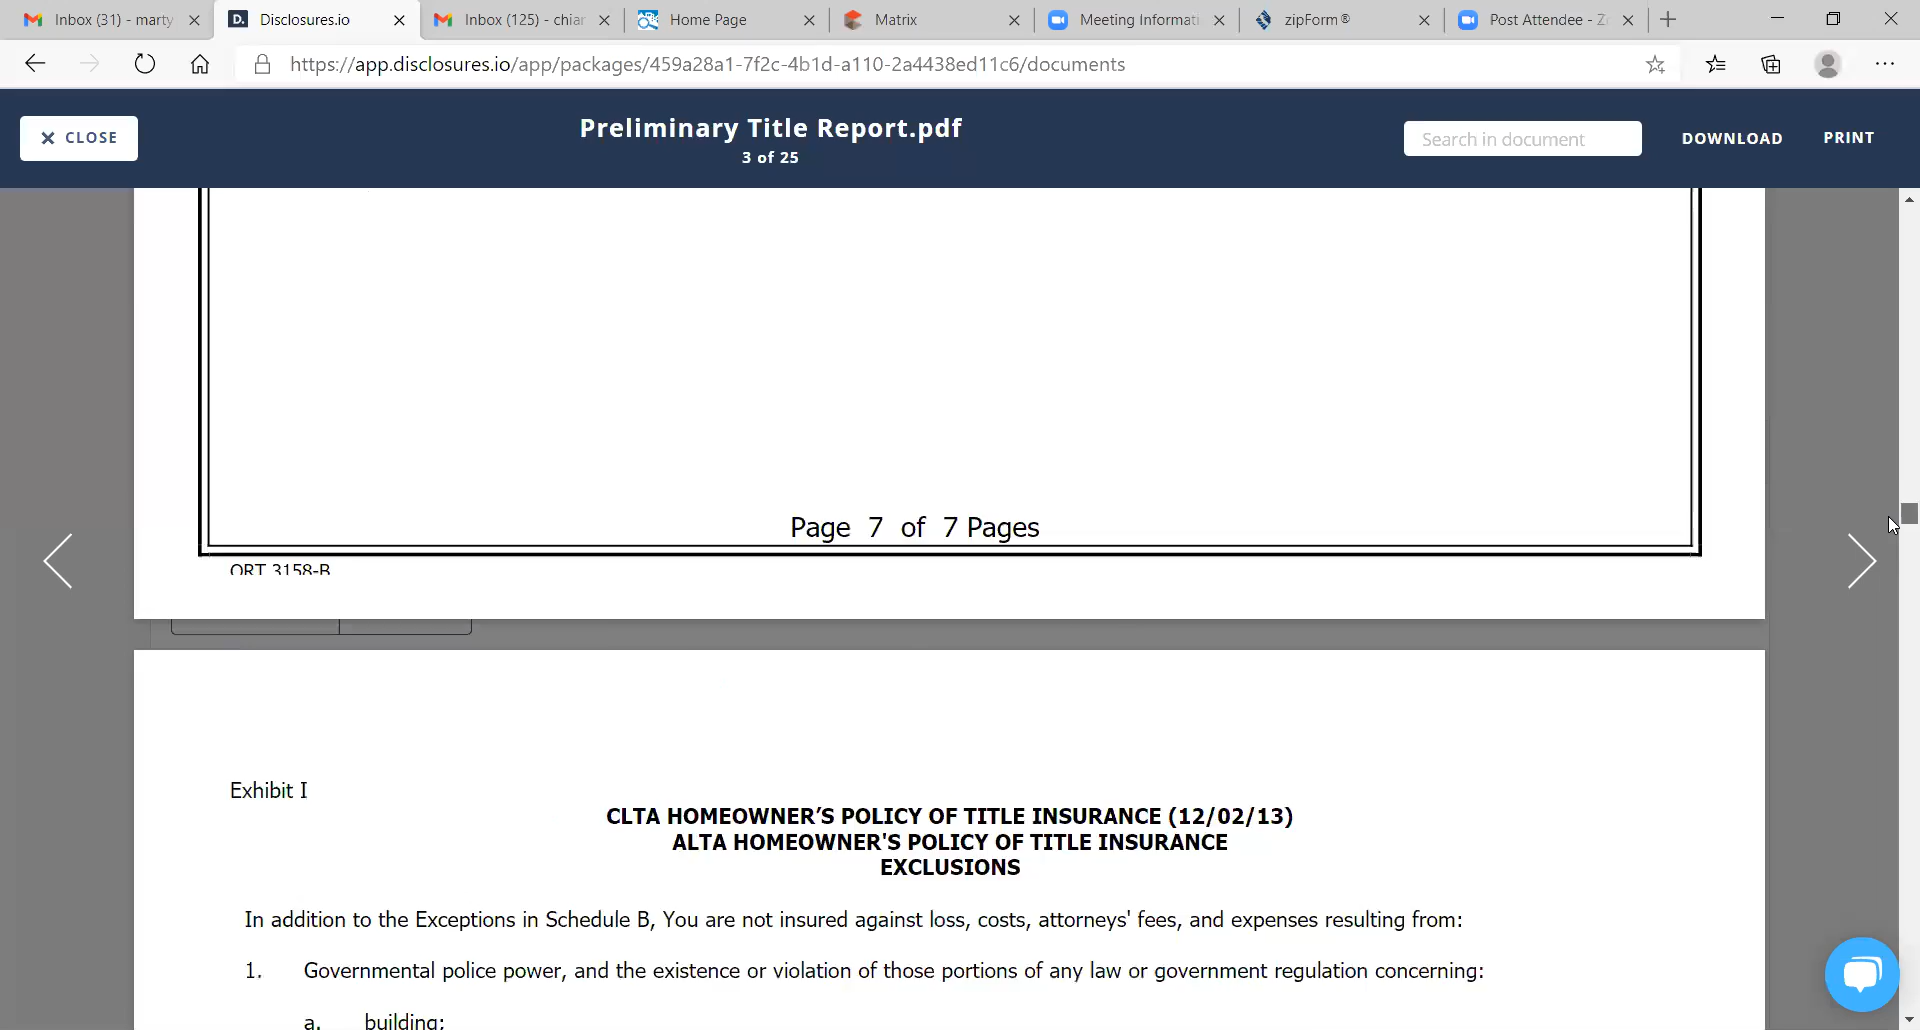 Inbox (31) - marty
Disclosures.io
Inbox (125) - chiar
Home Page
Matrix
Meeting Informati
zipForm®
Post Attendee - Zo
https://app.disclosures.io/app/packages/459a28a1-7f2c-4b1d-a110-2a4438ed11c6/documents
CLOSE
Preliminary Title Report.pdf
3 of 25
Search in document
DOWNLOAD
PRINT
Page 7 of 7 Pages
ORT 3158-B
Exhibit I
CLTA HOMEOWNER'S POLICY OF TITLE INSURANCE (12/02/13)
ALTA HOMEOWNER'S POLICY OF TITLE INSURANCE
EXCLUSIONS
In addition to the Exceptions in Schedule B, You are not insured against loss, costs, attorneys' fees, and expenses resulting from:
1. Governmental police power, and the existence or violation of those portions of any law or government regulation concerning:
a. building;